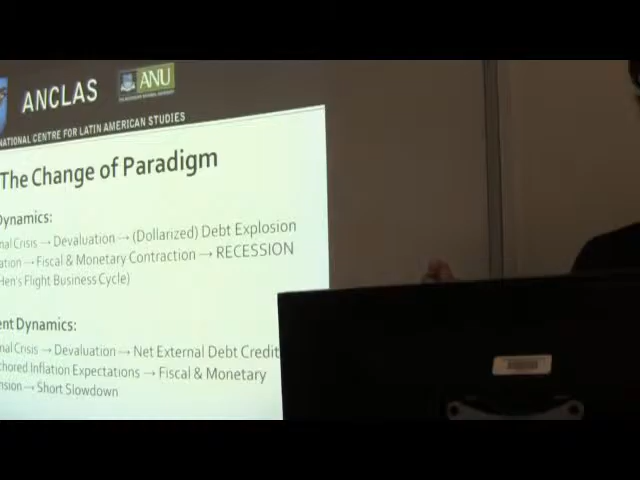 ANCLAS
ANU
NATIONAL CENTRE FOR LATIN AMERICAN STUDIES
The Change of Paradigm
Dynamics:
nal Crisis → Devaluation → (Dollarized) Debt Explosion
ation → Fiscal & Monetary Contraction → RECESSION
Hen's Flight Business Cycle)
ent Dynamics:
nal Crisis → Devaluation → Net External Debt Credit
chored Inflation Expectations → Fiscal & Monetary
nsion → Short Slowdown